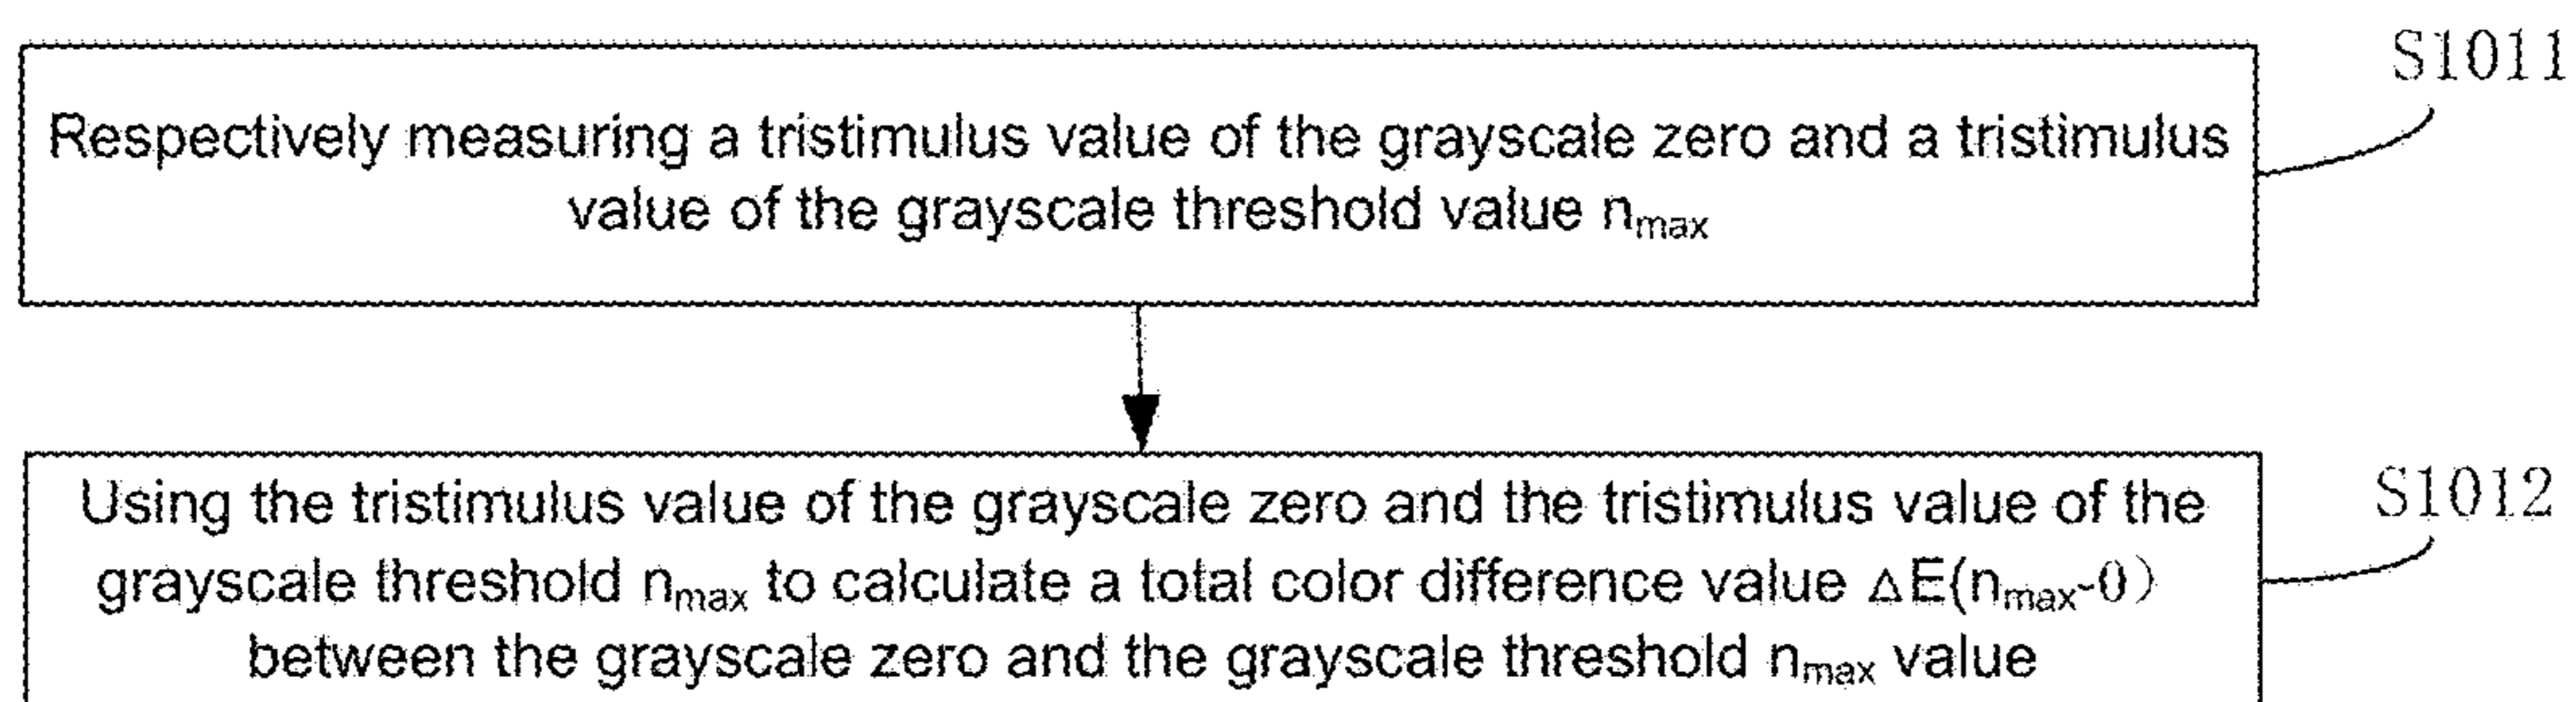 S1011
Respectively measuring a tristimulus value of the grayscale zero and a tristimulus
value of the grayscale threshold value nmax
S1012
Using the tristimulus value of the grayscale zero and the tristimulus value of the
grayscale threshold nmax to calculate a total color difference value △E(nmax-0)
between the grayscale zero and the grayscale threshold nmax value